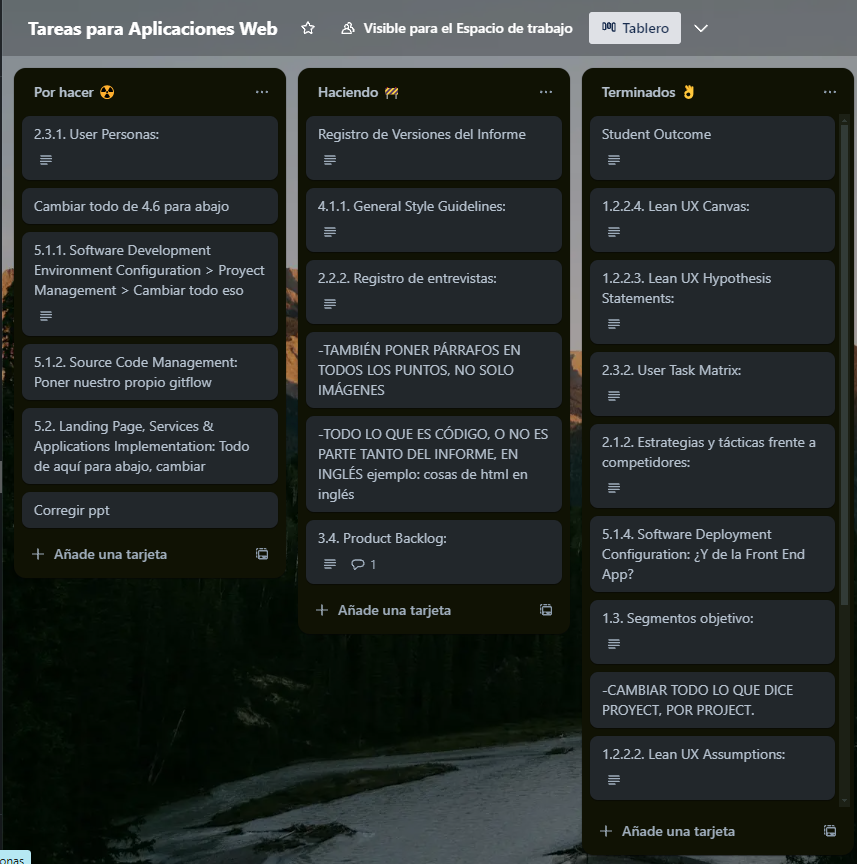 Tareas para Aplicaciones Web
Visible para el Espacio de trabajo
Tablero
Por hacer
2.3.1. User Personas:
Cambiar todo de 4.6 para abajo
5.1.1. Software Development
Environment Configuration > Proyect
Management > Cambiar todo eso
5.1.2. Source Code Management:
Poner nuestro propio gitflow
5.2. Landing Page, Services &
Applications Implementation: Todo
de aquí para abajo, cambiar
Corregir ppt
Añade una tarjeta
Haciendo
Registro de Versiones del Informe
4.1.1. General Style Guidelines:
2.2.2. Registro de entrevistas:
-TAMBIÉN PONER PÁRRAFOS EN
TODOS LOS PUNTOS, NO SOLO
IMÁGENES
-TODO LO QUE ES CÓDIGO, O NO ES
PARTE TANTO DEL INFORME, EN
INGLÉS ejemplo: cosas de html en
inglés
3.4. Product Backlog:
1
Añade una tarjeta
Terminados
Student Outcome
1.2.2.4. Lean UX Canvas:
1.2.2.3. Lean UX Hypothesis
Statements:
2.3.2. User Task Matrix:
2.1.2. Estrategias y tácticas frente a
competidores:
5.1.4. Software Deployment
Configuration: ¿Y de la Front End
App?
1.3. Segmentos objetivo:
-CAMBIAR TODO LO QUE DICE
PROYECT, POR PROJECT.
1.2.2.2. Lean UX Assumptions:
Añade una tarjeta